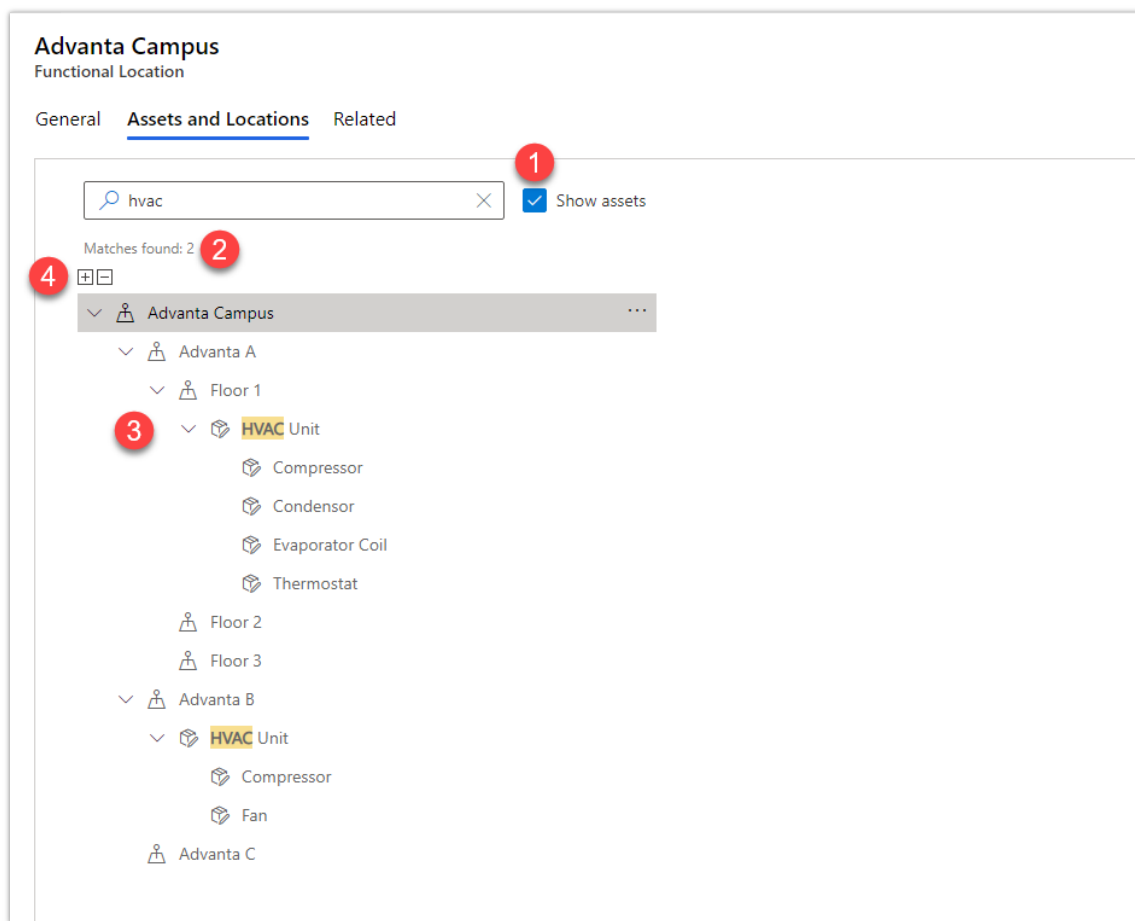 Advanta Campus
Functional Location
General Assets and Locations Related
1
hvac Show assets
Matches found: 2 2
4
Advanta Campus ...
Advanta A
Floor 1
3 HVAC Unit
Compressor
Condensor
Evaporator Coil
Thermostat
Floor 2
Floor 3
Advanta B
HVAC Unit
Compressor
Fan
Advanta C